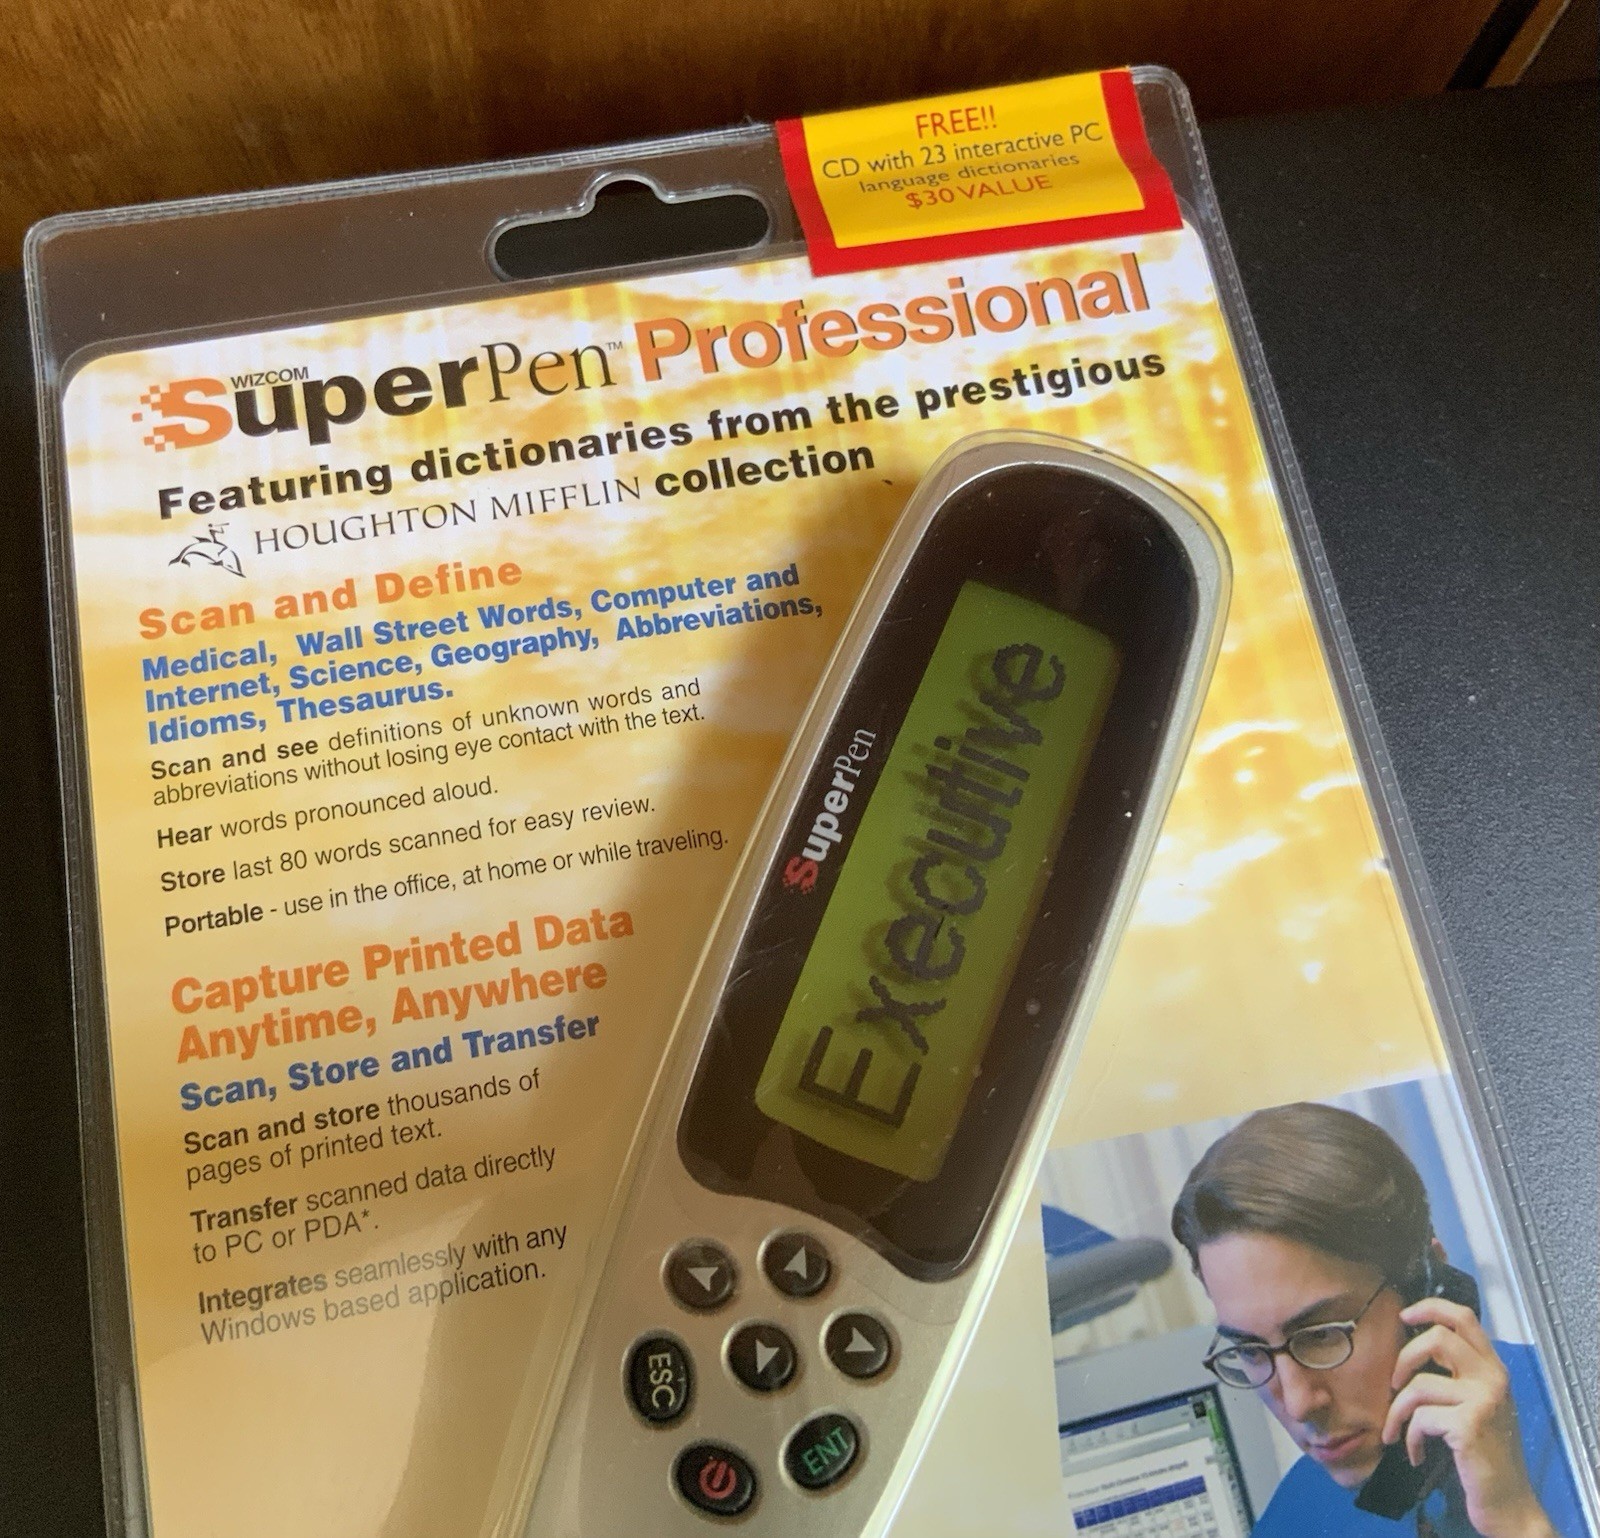 FREE!!
CD with 23 interactive PC
language dictionaries
$30 VALUE
WIZCOM
SuperPen™ Professional
Featuring dictionaries from the prestigious
HOUGHTON MIFFLIN collection
Scan and Define
Medical, Wall Street Words, Computer and
Internet, Science, Geography, Abbreviations,
Idioms, Thesaurus.
Scan and see definitions of unknown words and
abbreviations without losing eye contact with the text.
Hear words pronounced aloud.
Store last 80 words scanned for easy review.
Portable - use in the office, at home or while traveling.
Capture Printed Data
Anytime, Anywhere
Scan, Store and Transfer
Scan and store thousands of
pages of printed text.
Transfer scanned data directly
to PC or PDA*.
Integrates seamlessly with any
Windows based application.
SuperPen
Executive
ESC
ENT